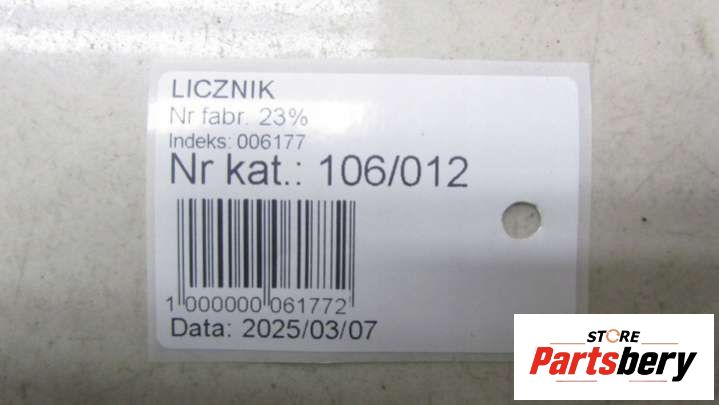 LICZNIK
Nr fabr. 23%
Indeks: 006177
Nr kat.: 106/012
1 000000 061772
Data: 2025/03/07
STORE
Partsbery